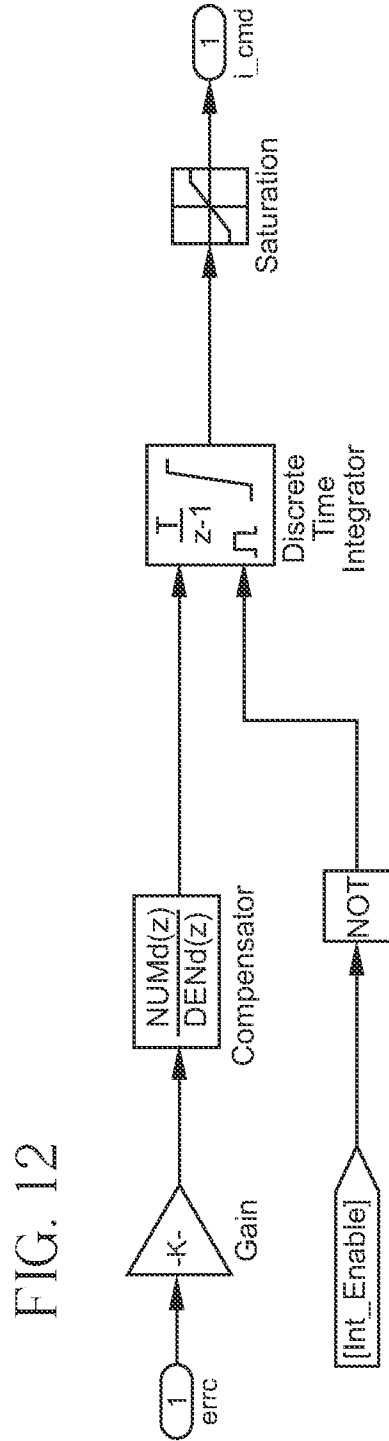 FIG. 12
1
errc
-K-
Gain
NUMd(z)
DENd(z)
Compensator
T
z-1
Discrete
Time
Integrator
Saturation
1
i_cmd
[Int_Enable]
NOT